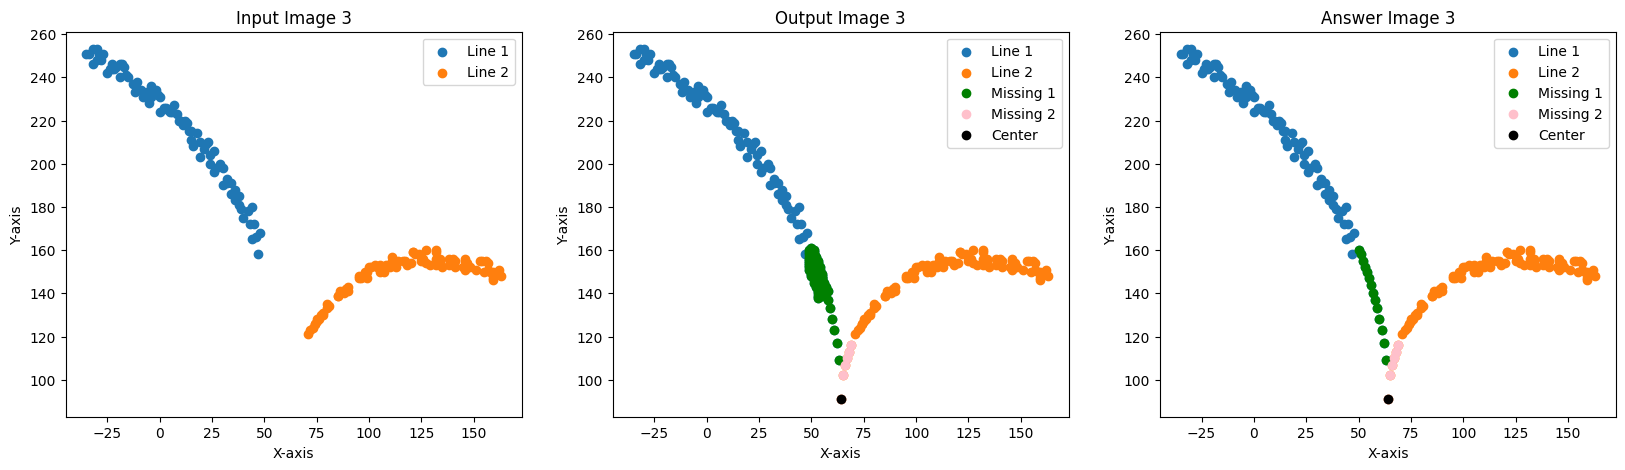 Input Image 3
Line 1
Line 2
260
240
220
200
180
160
140
120
100
Y-axis
−25
0
25
50
75
100
125
150
X-axis
Output Image 3
Line 1
Line 2
Missing 1
Missing 2
Center
260
240
220
200
180
160
140
120
100
Y-axis
−25
0
25
50
75
100
125
150
X-axis
Answer Image 3
Line 1
Line 2
Missing 1
Missing 2
Center
260
240
220
200
180
160
140
120
100
Y-axis
−25
0
25
50
75
100
125
150
X-axis